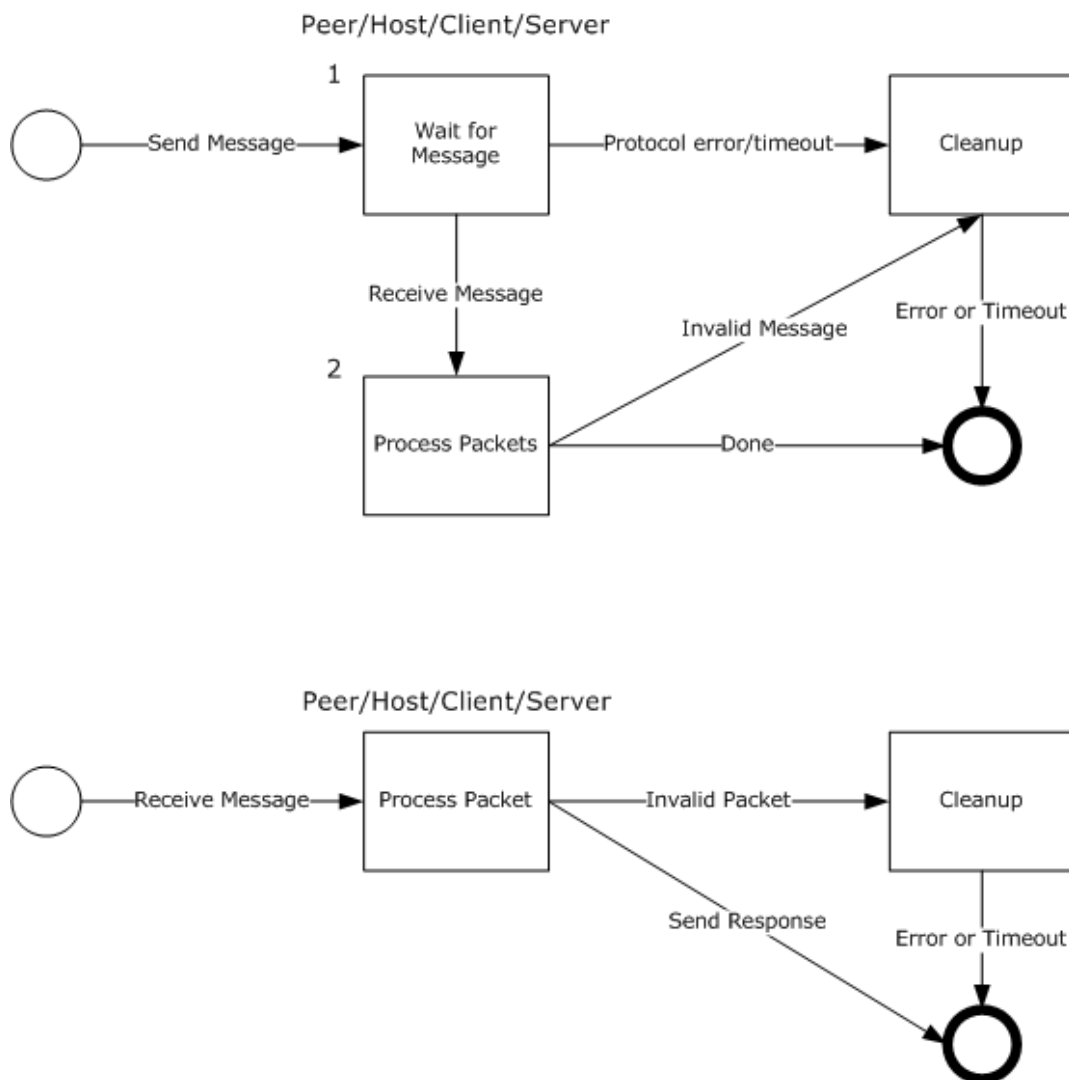 Peer/Host/Client/Server
1
Send Message
Wait for
Message
Protocol error/timeout
Cleanup
Receive Message
Invalid Message
Error or Timeout
2
Process Packets
Done
Peer/Host/Client/Server
Receive Message
Process Packet
Invalid Packet
Cleanup
Send Response
Error or Timeout